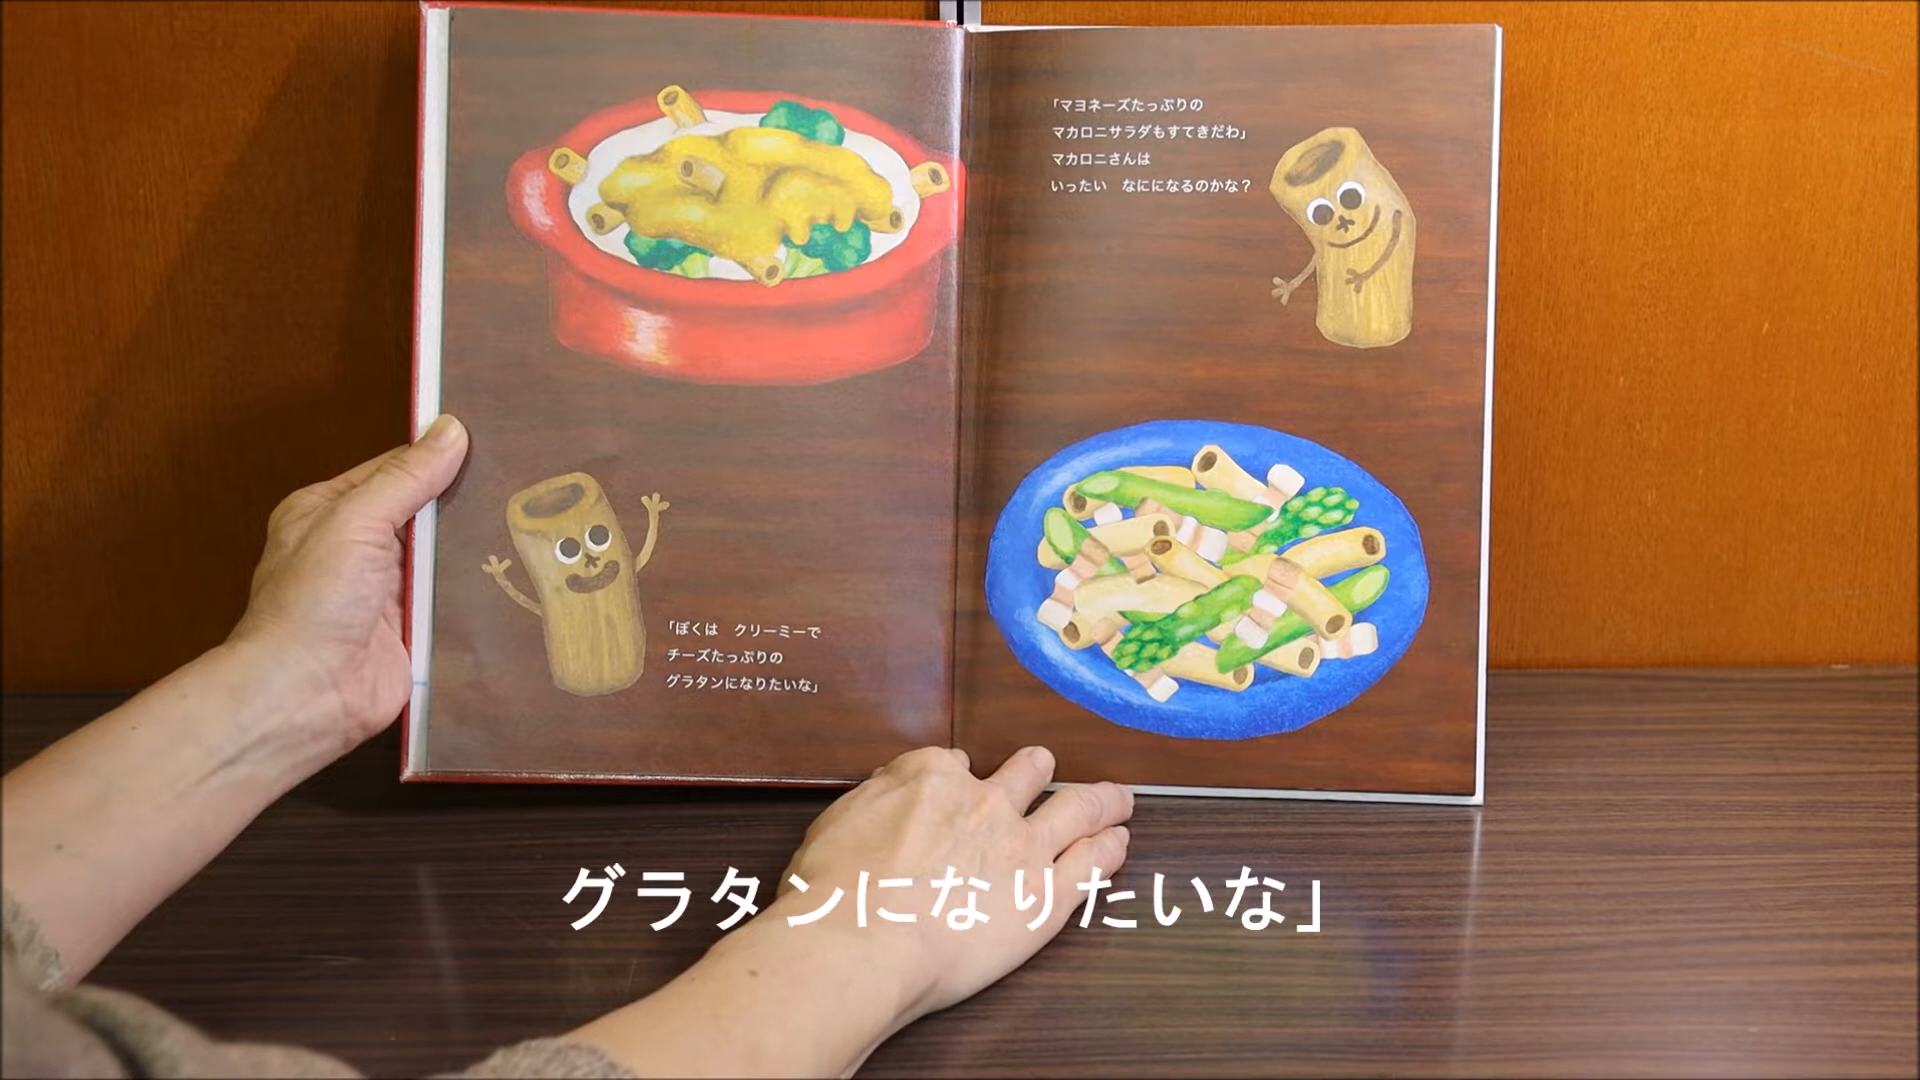 「ぼくは　クリーミーで
チーズたっぷりの
グラタンになりたいな」
「マヨネーズたっぷりの
マカロニサラダもすてきだわ」
マカロニさんは
いったい　なにになるのかな？
グラタンになりたいな」